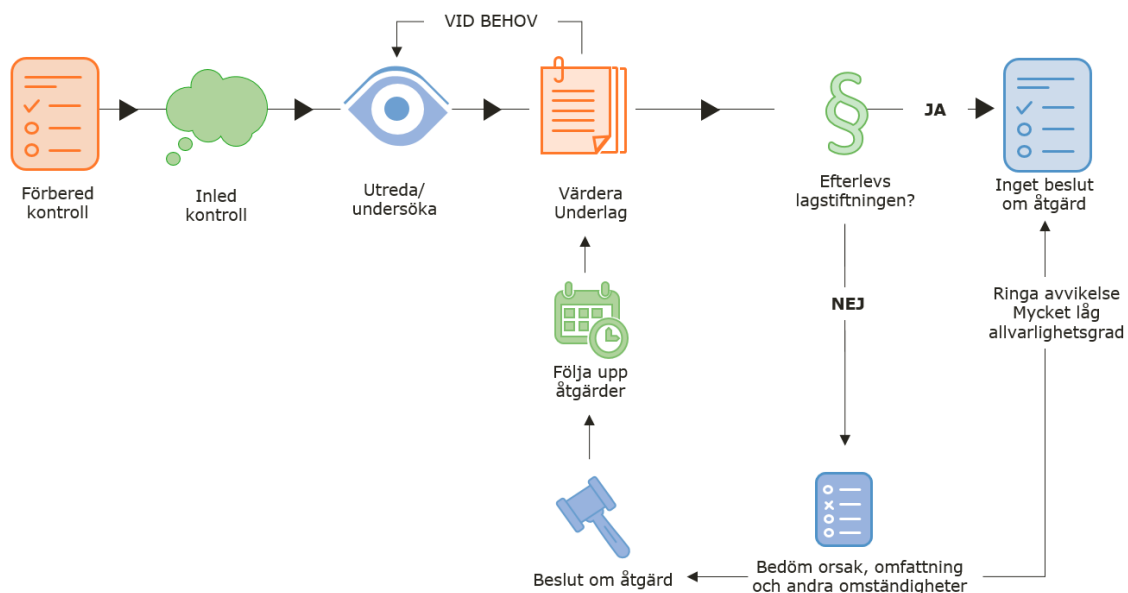 VID BEHOV
Förbered
kontroll
Inled
kontroll
Utreda/
undersöka
Värdera
Underlag
Efterlevs
lagstiftningen?
JA
Inget beslut
om åtgärd
NEJ
Ringa avvikelse
Mycket låg
allvarlighetsgrad
Följa upp
åtgärder
Beslut om åtgärd
Bedöm orsak, omfattning
och andra omständigheter